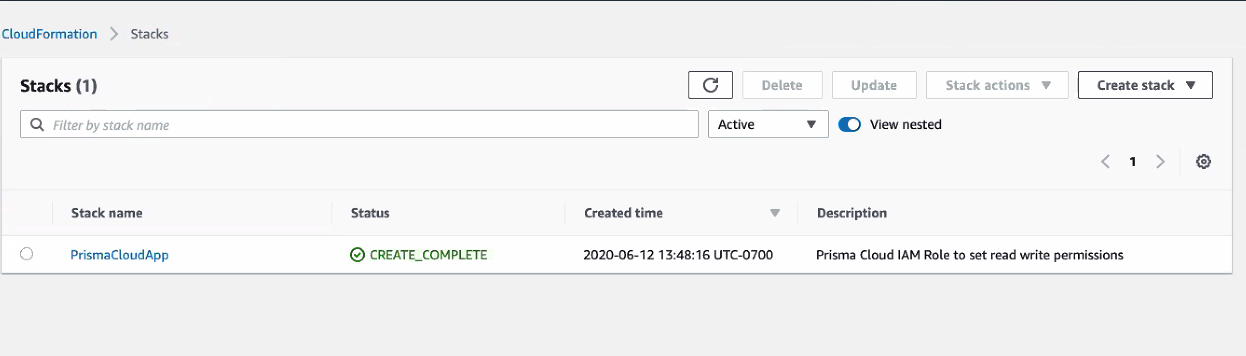 CloudFormation > Stacks
Stacks (1)
Delete
Update
Stack actions
Create stack
Filter by stack name
Active
View nested
1
Stack name Status Created time Description
PrismaCloudApp CREATE_COMPLETE 2020-06-12 13:48:16 UTC-0700 Prisma Cloud IAM Role to set read write permissions